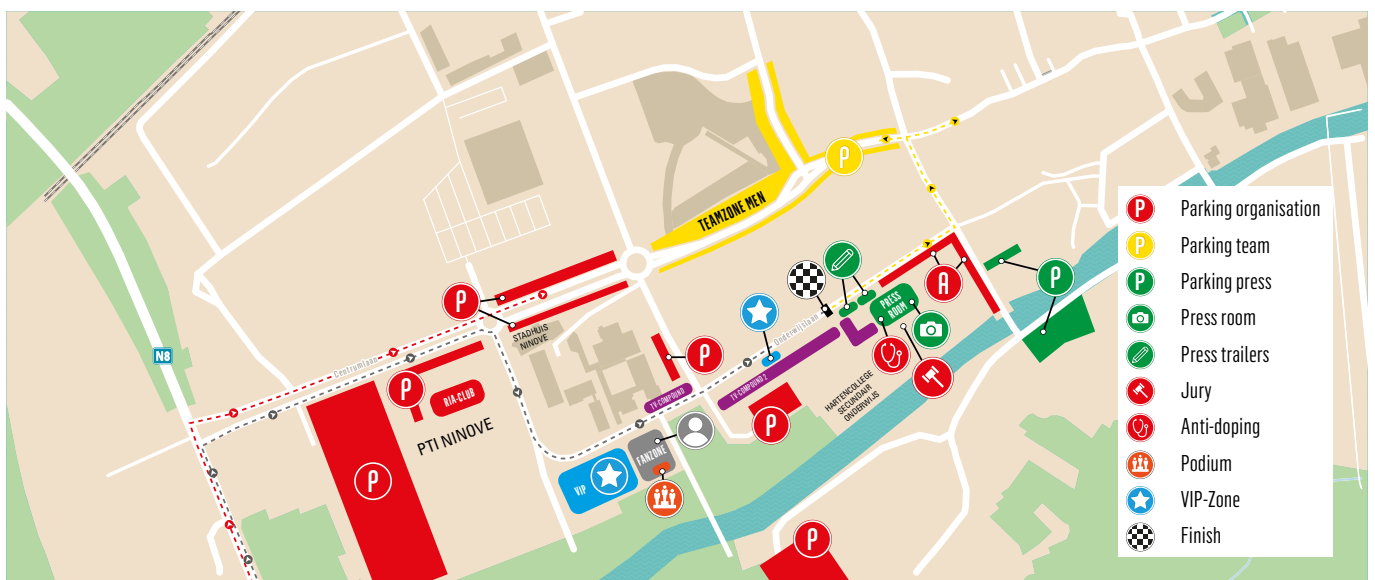 TEAMZONE MEN
P
P
P
P
P
P
P
P
A
N8
Centrumlaan
STADHUIS
NINOVE
Onderwijslaan
PRESS
ROOM
TV-COMPOUND
TV-COMPOUND 2
RIA-CLUB
PTI NINOVE
HARTENCOLLEGE
SECUNDAIR
ONDERWIJS
VIP
FANZONE
P Parking organisation
P Parking team
P Parking press
Press room
Press trailers
Jury
Anti-doping
Podium
VIP-Zone
Finish